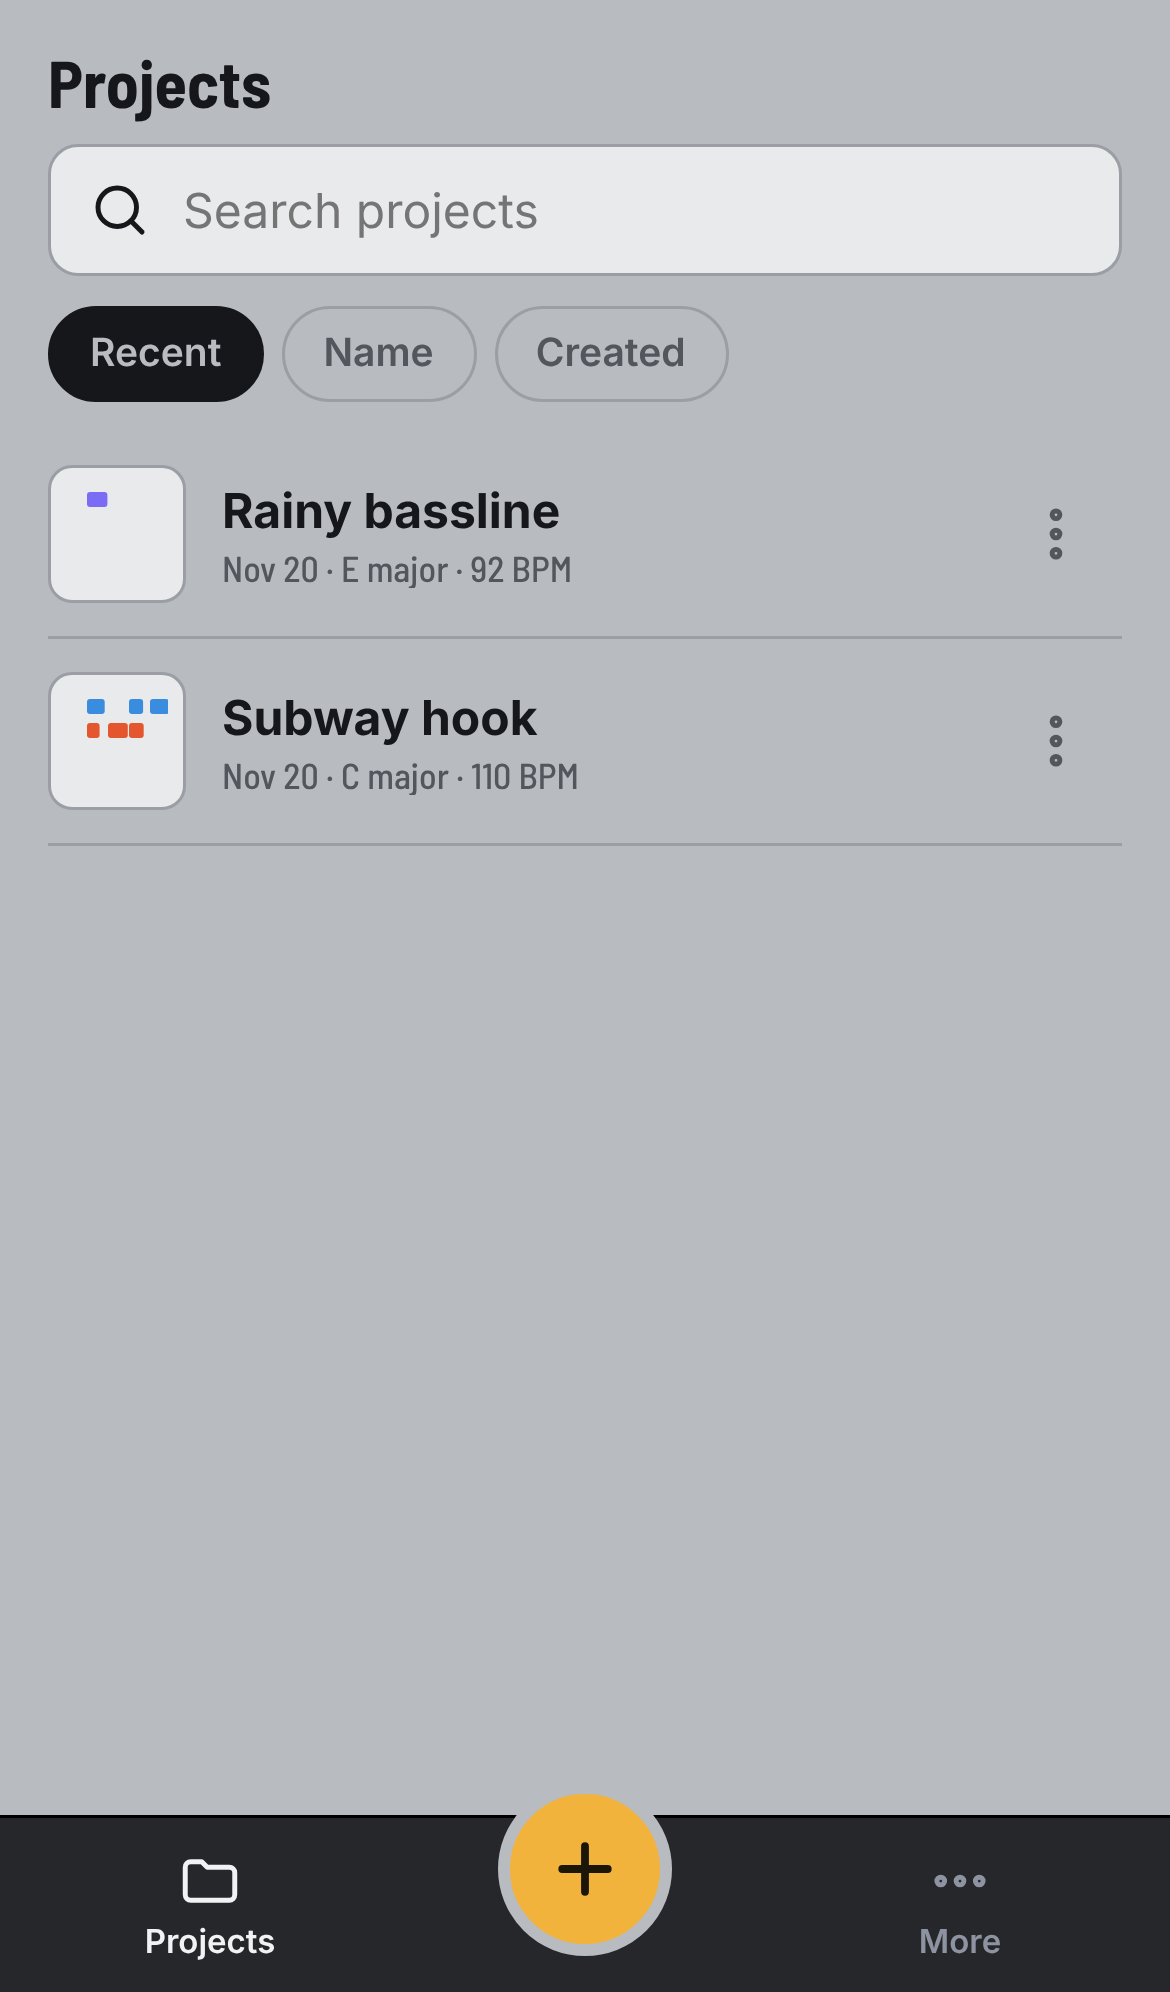 Projects
Search projects
Recent
Name
Created
Rainy bassline
Nov 20 · E major · 92 BPM
Subway hook
Nov 20 · C major · 110 BPM
Projects
More